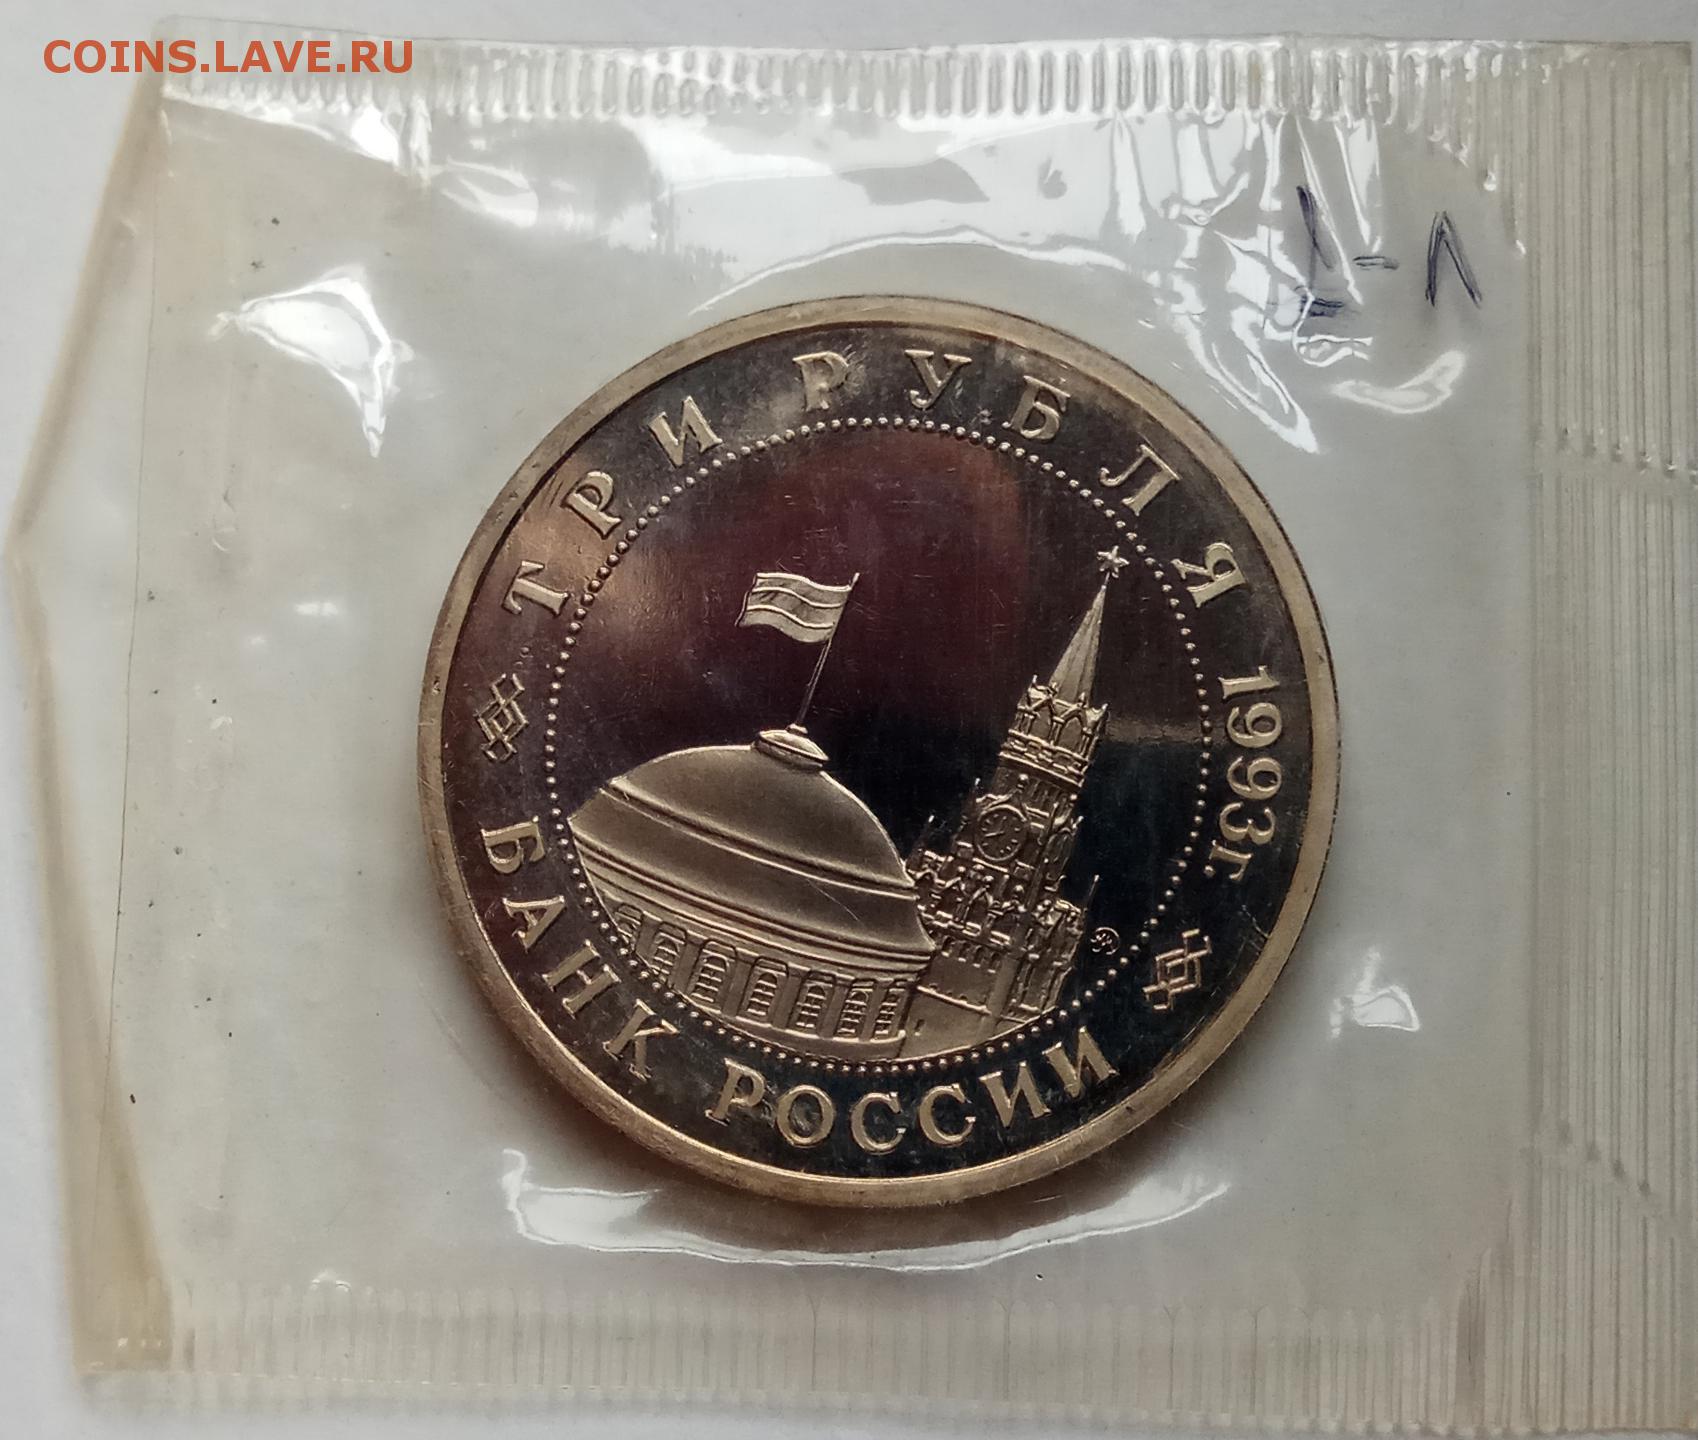 COINS.LAVE.RU
ТРИ РУБЛЯ 1993г.
БАНК РОССИИ